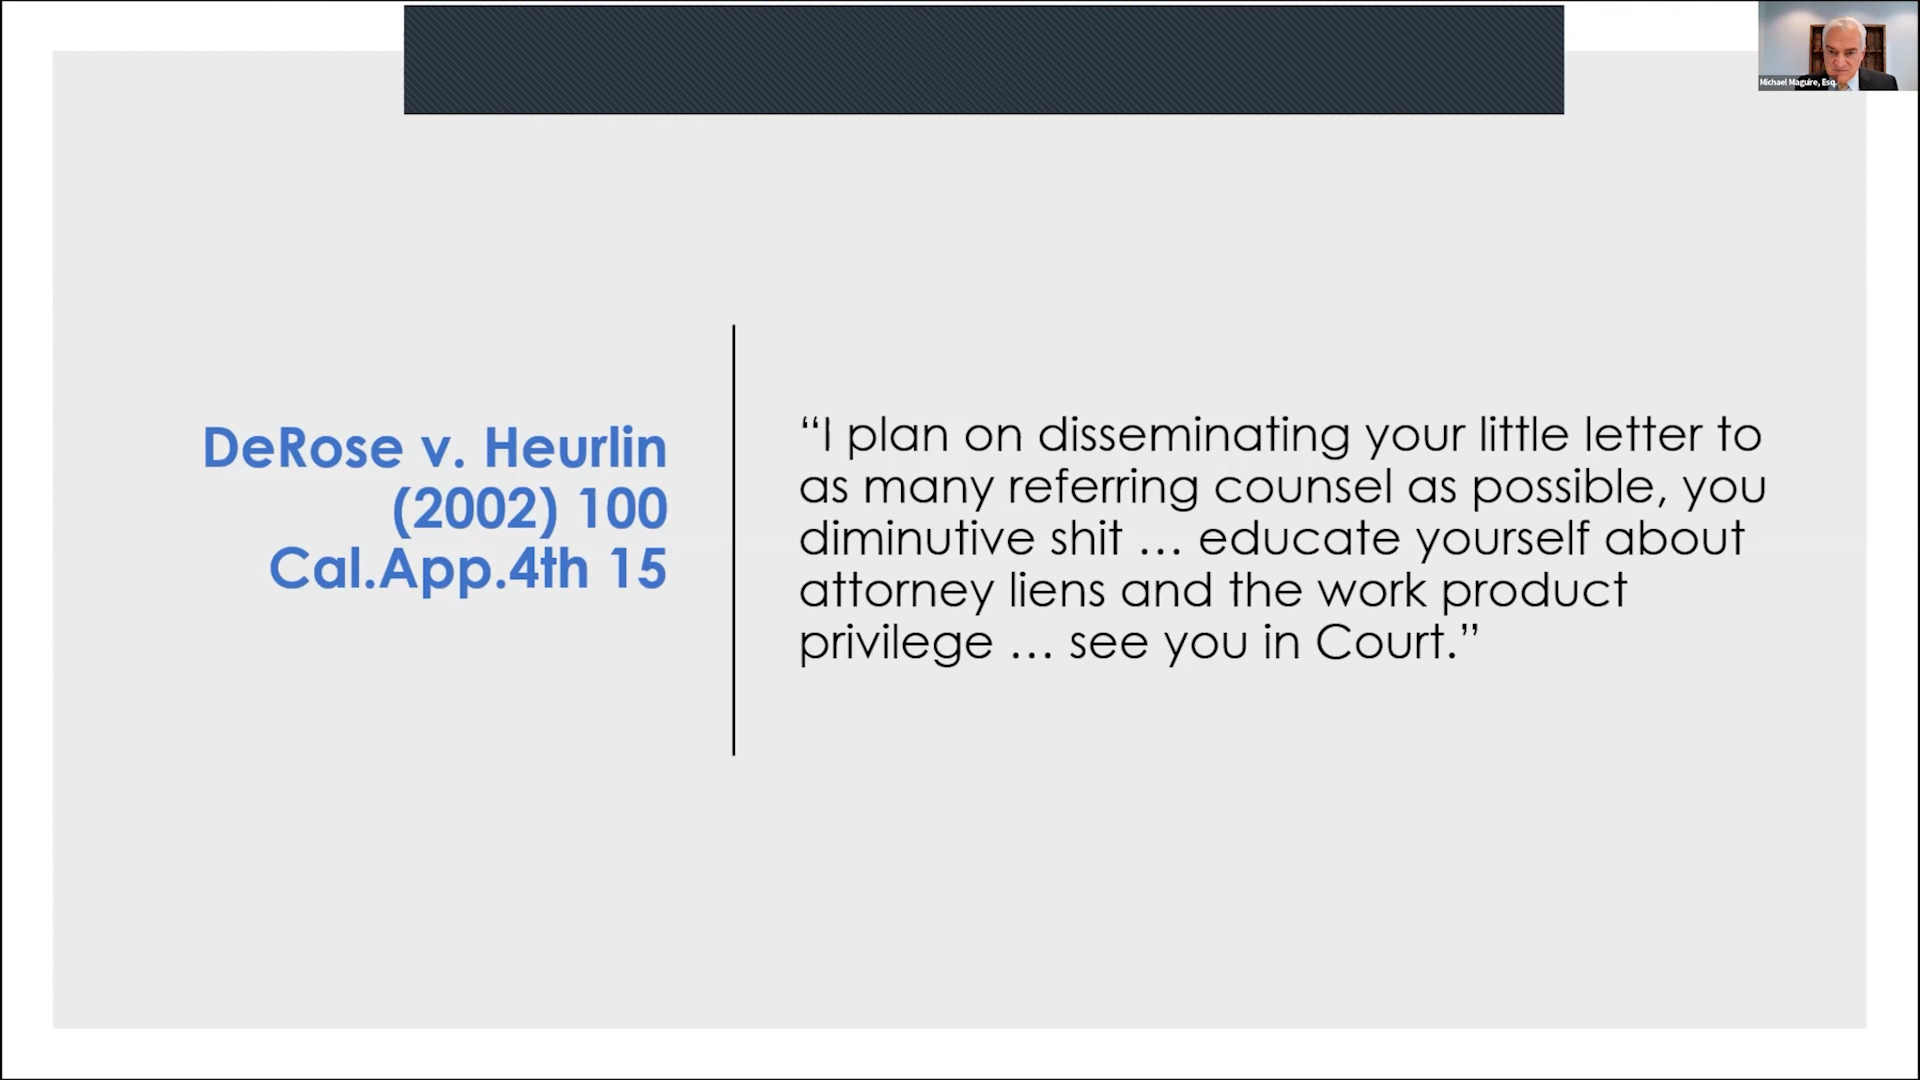 Michael Maguire, Esq.
DeRose v. Heurlin
(2002) 100
Cal.App.4th 15
“I plan on disseminating your little letter to
as many referring counsel as possible, you
diminutive shit … educate yourself about
attorney liens and the work product
privilege … see you in Court.”